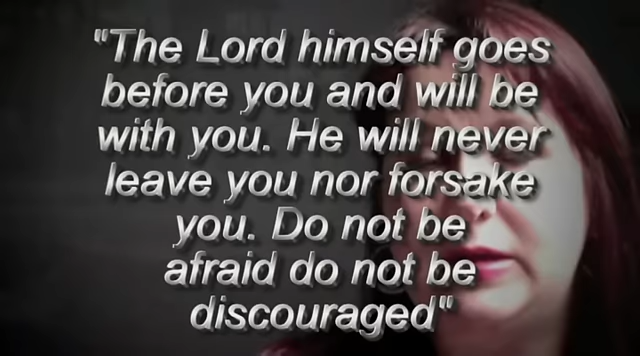 "The Lord himself goes
before you and will be
with you. He will never
leave you nor forsake
you. Do not be
afraid do not be
discouraged"